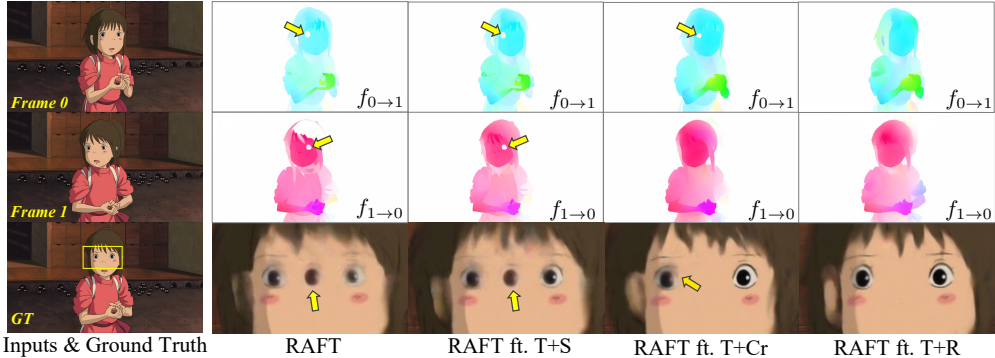 Frame 0
f0→1
f0→1
f0→1
f0→1
Frame 1
f1→0
f1→0
f1→0
f1→0
GT
Inputs & Ground Truth
RAFT
RAFT ft. T+S
RAFT ft. T+Cr
RAFT ft. T+R